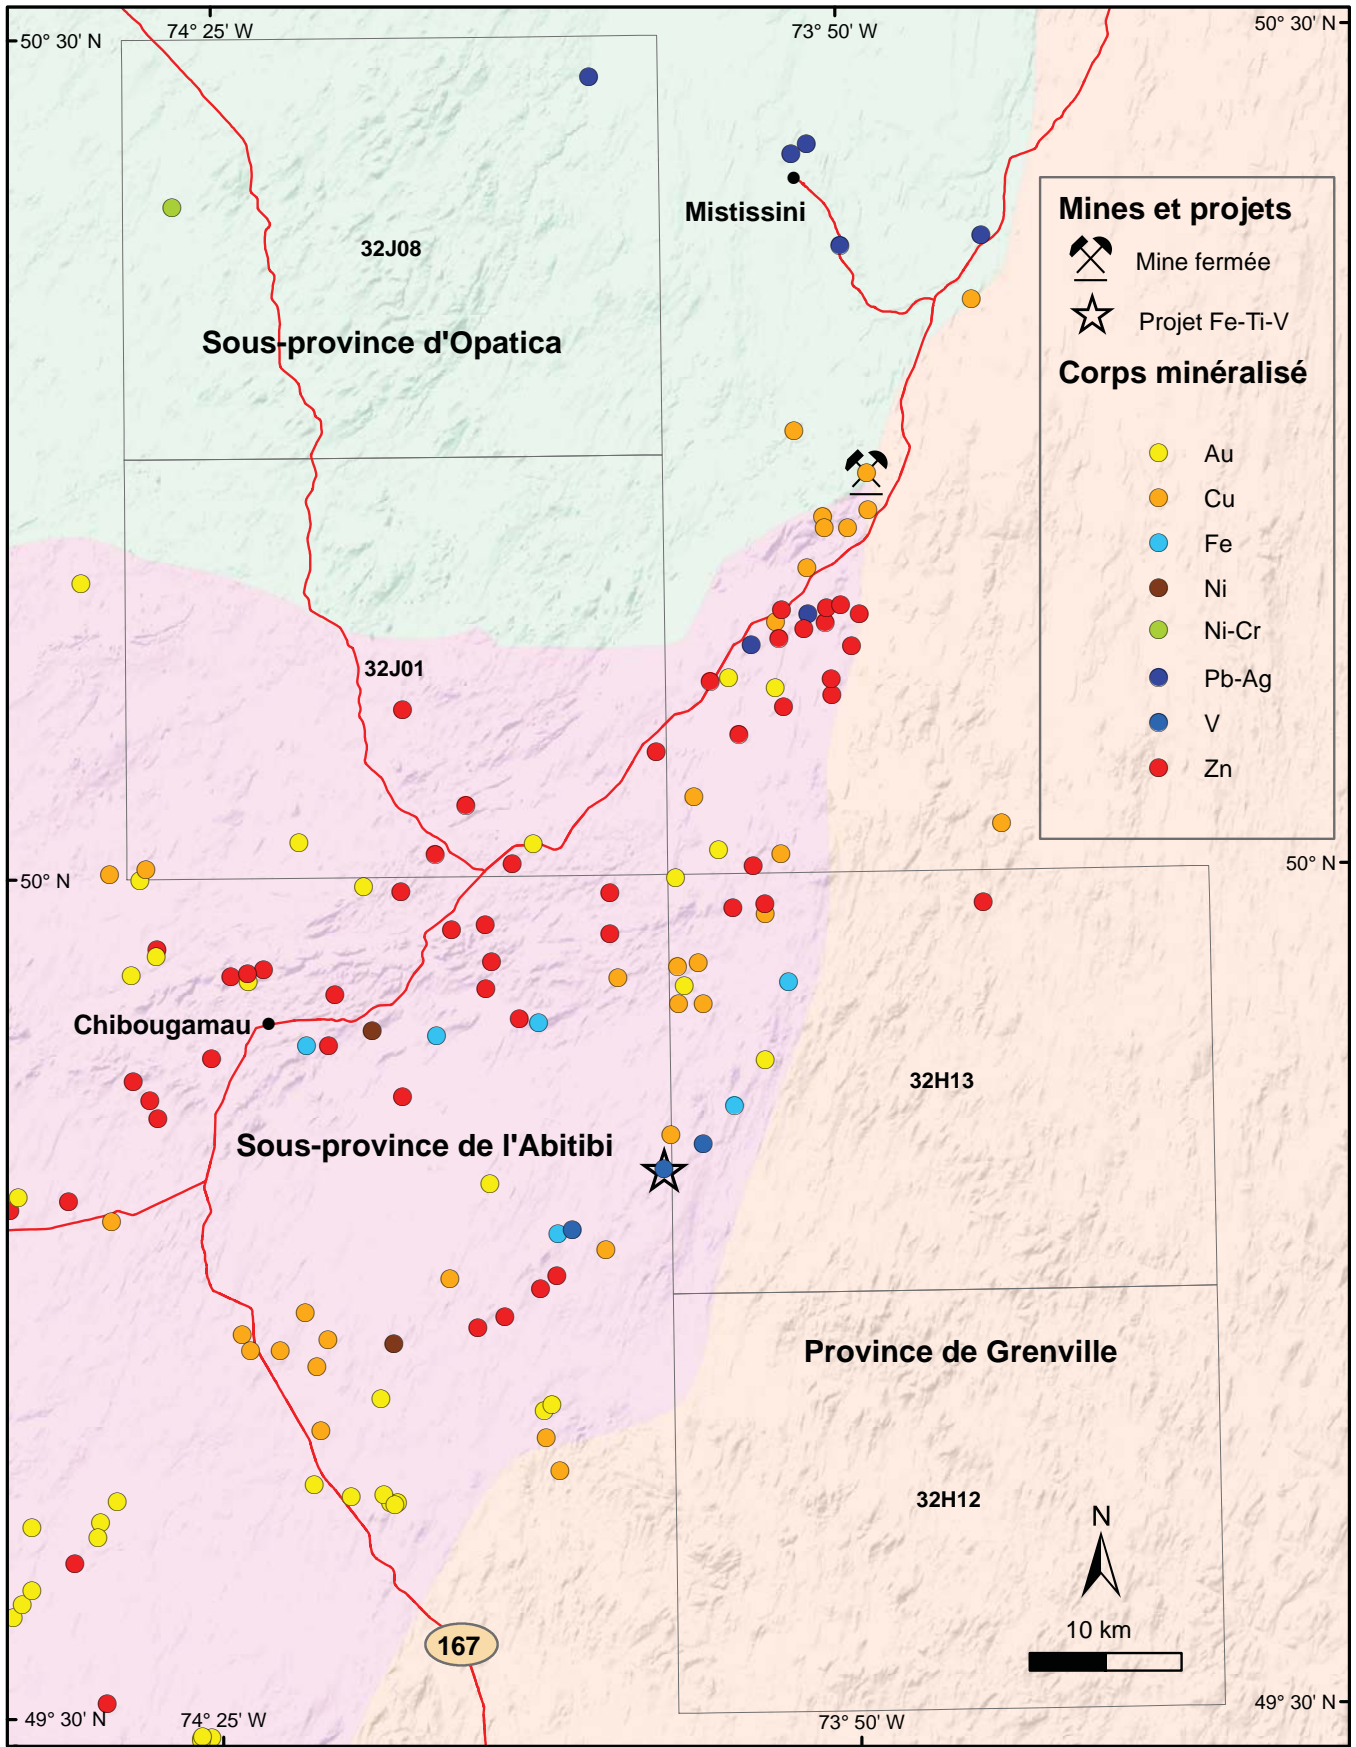 50° 30' N
74° 25' W
73° 50' W
50° 30' N
Mistissini
32J08
Sous-province d'Opatica
Mines et projets
Mine fermée
Projet Fe-Ti-V
Corps minéralisé
Au
Cu
Fe
Ni
Ni-Cr
Pb-Ag
V
Zn
32J01
50° N
50° N
Chibougamau
32H13
Sous-province de l'Abitibi
Province de Grenville
32H12
N
10 km
167
49° 30' N
74° 25' W
73° 50' W
49° 30' N